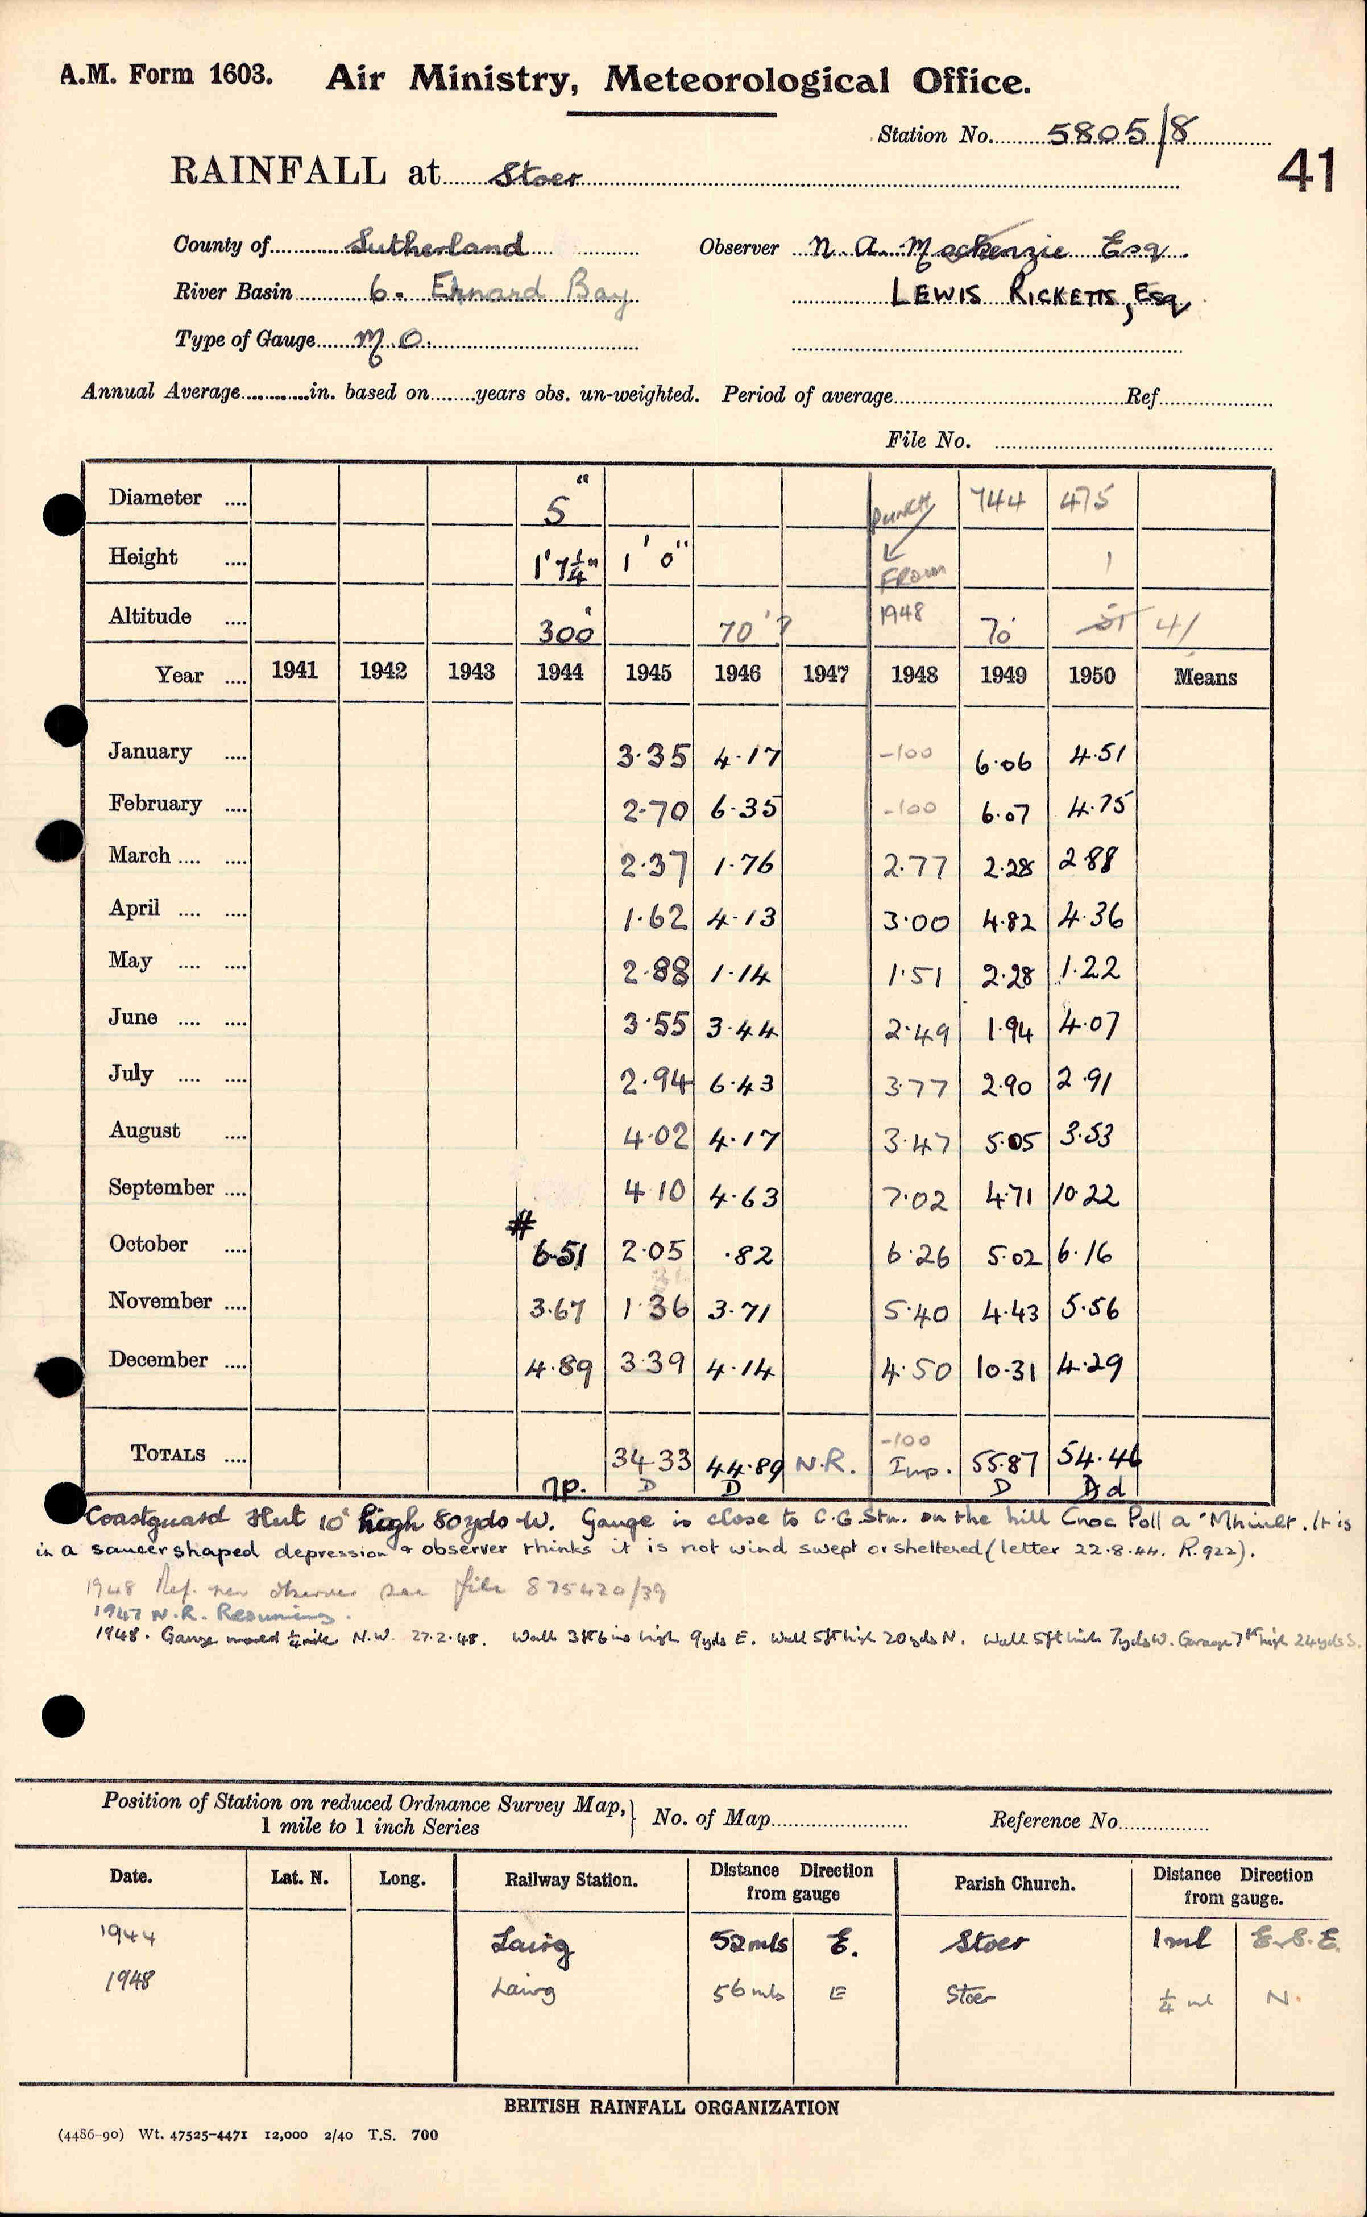 A.M. Form 1603. Air Ministry, Meteorological Office.
Station No. 5805/8
41
RAINFALL at Stoer
County of Sutherland Observer N. A. Mackenzie Esq.
River Basin 6. Ennard Bay LEWIS RICKETTS, Esq
Type of Gauge M.O.
Annual Average............in. based on........years obs. un-weighted. Period of average............Ref............
File No. ............
Diameter .... 5" PUNCH 744 475
Height .... 1' 7¼" 1' 0" FROM 1
Altitude .... 300' 70'? 1948 70' 41
Year .... 1941 1942 1943 1944 1945 1946 1947 1948 1949 1950 Means
January .... 3·35 4·17 -100 6·06 4·51
February .... 2·70 6·35 -100 6·07 4·75
March .... .... 2·37 1·76 2·77 2·28 2·88
April .... .... 1·62 4·13 3·00 4·82 4·36
May .... .... 2·88 1·14 1·51 2·28 1·22
June .... .... 3·55 3·44 2·49 1·94 4·07
July .... .... 2·94 6·43 3·77 2·90 2·91
August .... 4·02 4·17 3·47 5·05 3·53
September .... 4·10 4·63 7·02 4·71 10·22
October .... # 6·51 2·05 ·82 6·26 5·02 6·16
November .... 3·67 1·36 3·71 5·40 4·43 5·56
December .... 4·89 3·39 4·14 4·50 10·31 4·29
-100
TOTALS .... 34·33 44·89 N.R. Imp. 55·87 54·46
np. D D D D d
Coastguard Hut 10' high 80yds W. Gauge is close to C.G. Stn. on the hill Cnoc Poll a 'Mhuilt. It is
in a saucer shaped depression & observer thinks it is not wind swept or sheltered (letter 22.8.44. R.922).
1948 Ref. new observer see file 875420/39
1947 N.R. Resuming.
1948. Gauge moved ¼ mile N.W. 27.2.48. Wall 3ft 6 ins high 9yds E. Wall 5ft high 20yds N. Wall 5ft high 7yds W. Garage 7ft high 24yds S.
Position of Station on reduced Ordnance Survey Map, 1 mile to 1 inch Series } No. of Map............ Reference No............
Date. Lat. N. Long. Railway Station. Distance Direction from gauge Parish Church. Distance Direction from gauge.
1944 Lairg 52 mls E. Stoer 1 ml E.S.E.
1948 Lairg 56 mls E Stoer ¼ ml N.
BRITISH RAINFALL ORGANIZATION
(4486-90) Wt. 47525-4471 12,000 2/40 T.S. 700